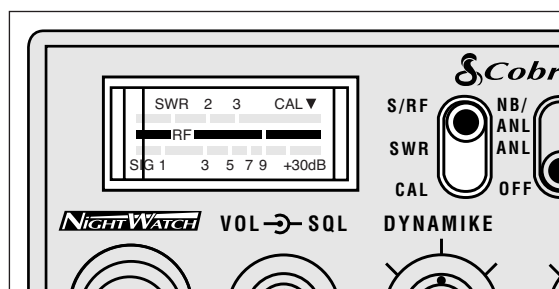 Cobr
SWR 2 3 CAL▼
RF
SIG 1 3 5 7 9 +30dB
S/RF
SWR
CAL
NB/
ANL
ANL
OFF
NIGHTWATCH
VOL SQL
DYNAMIKE